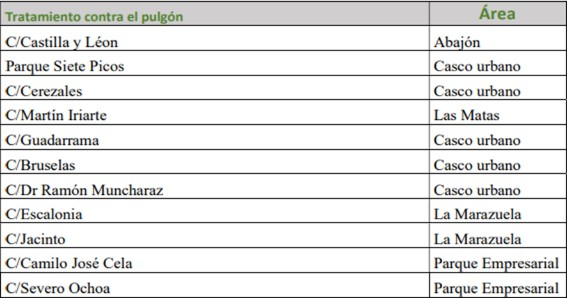 Tratamiento contra el pulgón Área
C/Castilla y Léon Abajón
Parque Siete Picos Casco urbano
C/Cerezales Casco urbano
C/Martín Iriarte Las Matas
C/Guadarrama Casco urbano
C/Bruselas Casco urbano
C/Dr Ramón Muncharaz Casco urbano
C/Escalonia La Marazuela
C/Jacinto La Marazuela
C/Camilo José Cela Parque Empresarial
C/Severo Ochoa Parque Empresarial